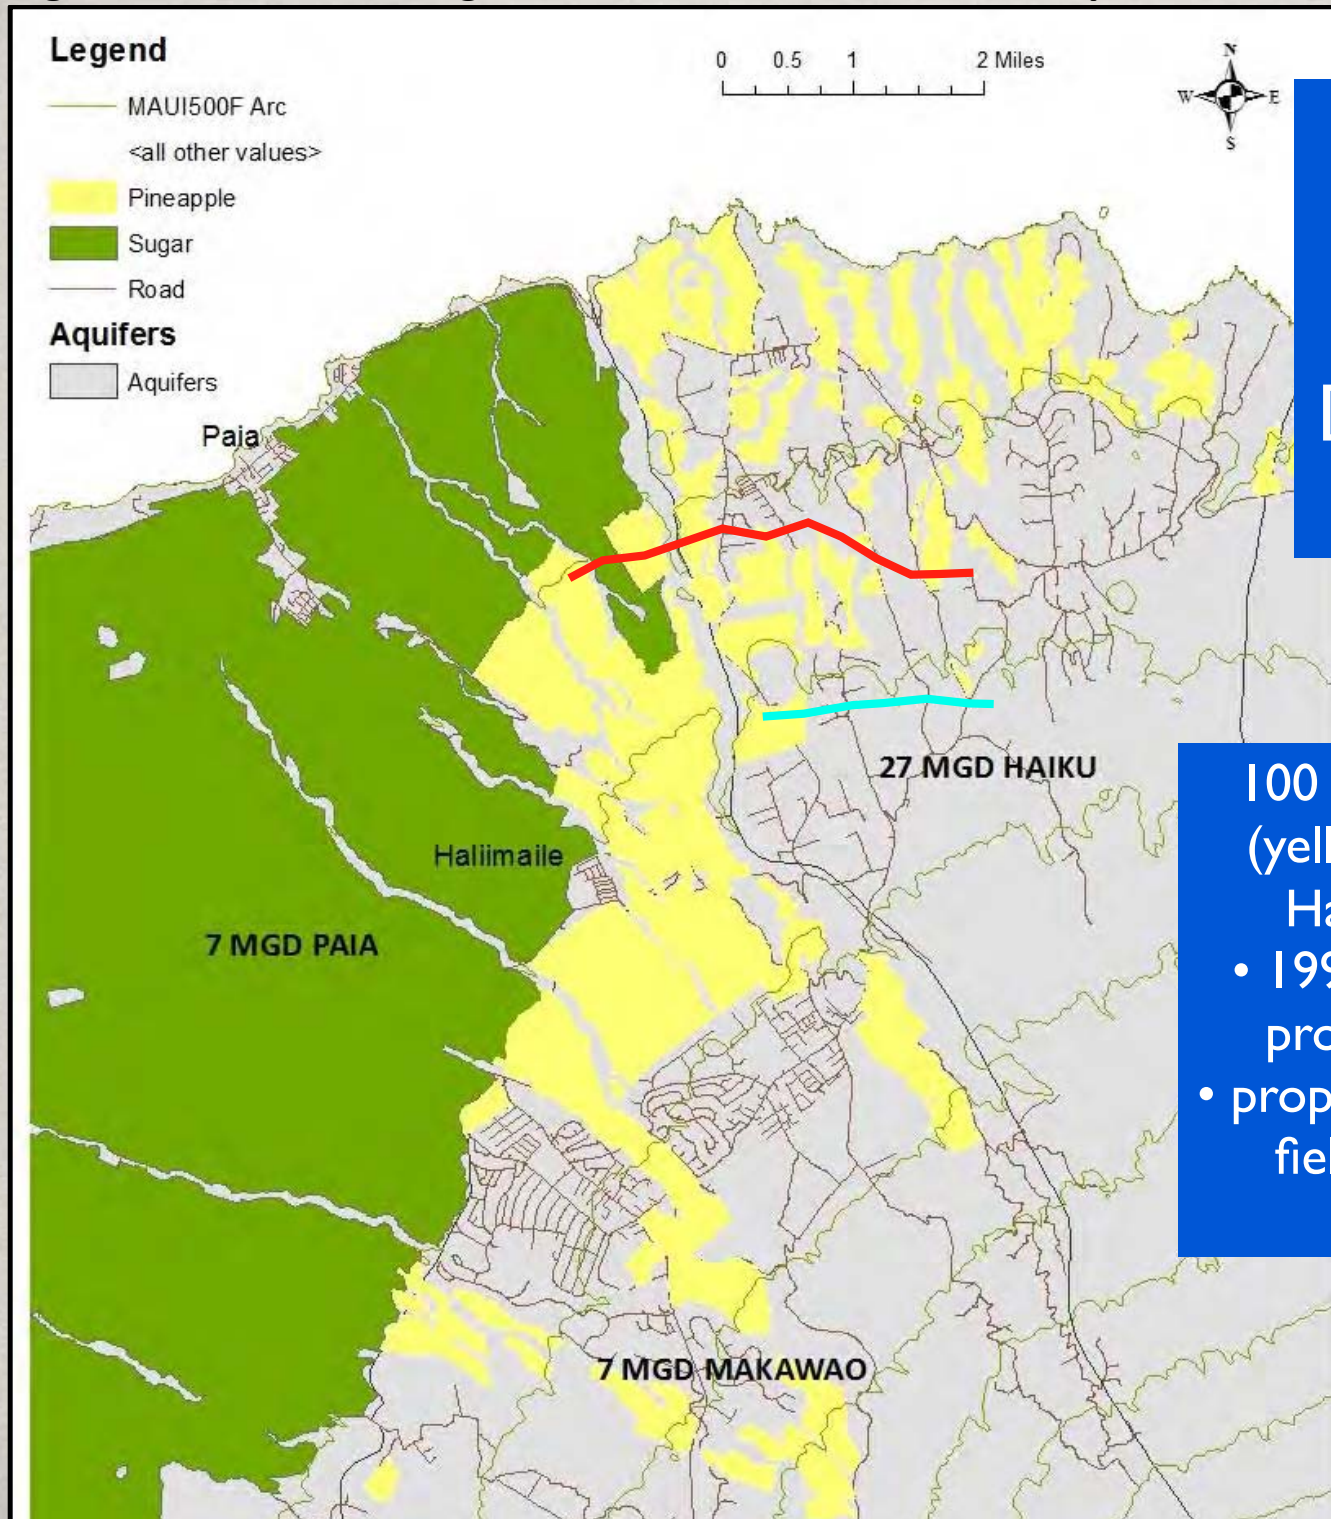 Legend
MAUI500F Arc
<all other values>
Pineapple
Sugar
Road
Aquifers
Aquifers
0 0.5 1 2 Miles
N
W E
S
Paia
27 MGD HAIKU
Haliimaile
7 MGD PAIA
7 MGD MAKAWAO
100
(yell
Ha
• 199
pro
• prop
fiel